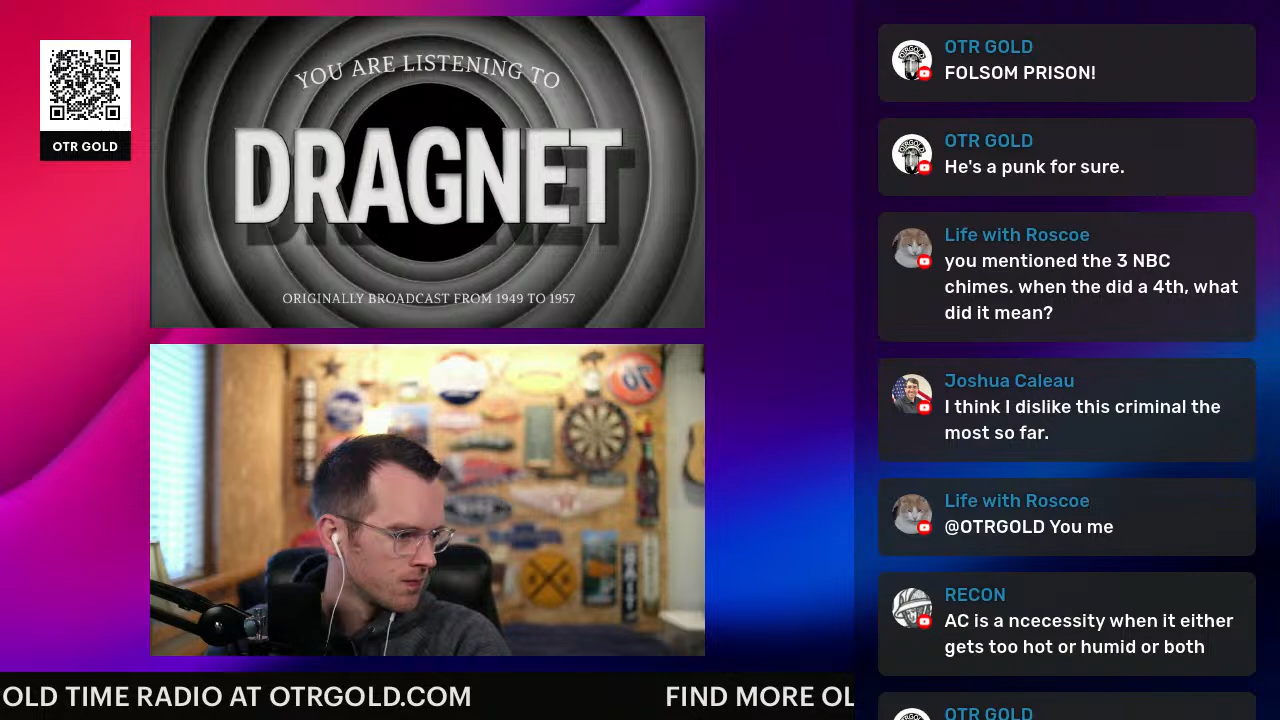 OTR GOLD
YOU ARE LISTENING TO
DRAGNET
ORIGINALLY BROADCAST FROM 1949 TO 1957
76
OLD TIME RADIO AT OTRGOLD.COM
FIND MORE OL
OTR GOLD
FOLSOM PRISON!
OTR GOLD
He's a punk for sure.
Life with Roscoe
you mentioned the 3 NBC
chimes. when the did a 4th, what
did it mean?
Joshua Caleau
I think I dislike this criminal the
most so far.
Life with Roscoe
@OTRGOLD You me
RECON
AC is a ncecessity when it either
gets too hot or humid or both
OTR GOLD